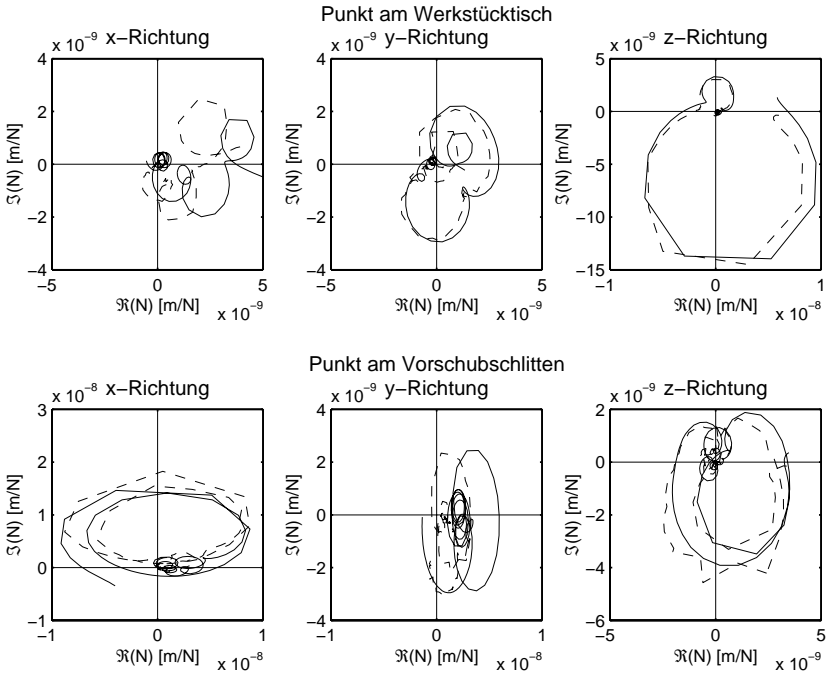 Punkt am Werkstücktisch
x 10⁻⁹ x−Richtung
4
2
0
−2
−4
−5 0 5
ℑ(N) [m/N]
ℜ(N) [m/N]
x 10⁻⁹
x 10⁻⁹ y−Richtung
4
2
0
−2
−4
−5 0 5
ℑ(N) [m/N]
ℜ(N) [m/N]
x 10⁻⁹
x 10⁻⁹ z−Richtung
5
0
−5
−10
−15
−1 0 1
ℑ(N) [m/N]
ℜ(N) [m/N]
x 10⁻⁸
Punkt am Vorschubschlitten
x 10⁻⁸ x−Richtung
3
2
1
0
−1
−1 0 1
ℑ(N) [m/N]
ℜ(N) [m/N]
x 10⁻⁸
x 10⁻⁹ y−Richtung
4
2
0
−2
−4
−1 0 1
ℑ(N) [m/N]
ℜ(N) [m/N]
x 10⁻⁸
x 10⁻⁹ z−Richtung
2
0
−2
−4
−6
−5 0 5
ℑ(N) [m/N]
ℜ(N) [m/N]
x 10⁻⁹